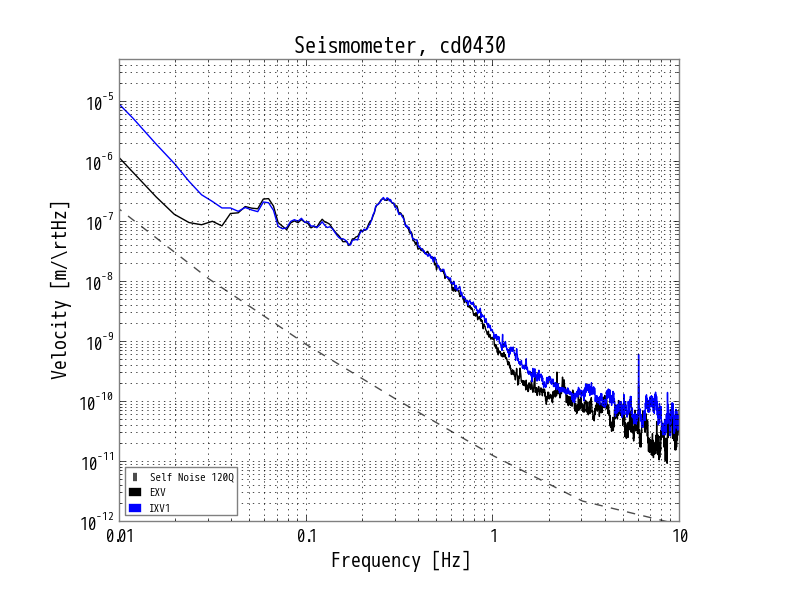 Seismometer, cd0430
10^-5
10^-6
10^-7
10^-8
10^-9
10^-10
10^-11
10^-12
Velocity [m/\rtHz]
Self Noise 120Q
EXV
IXV1
0.01 0.1 1 10
Frequency [Hz]